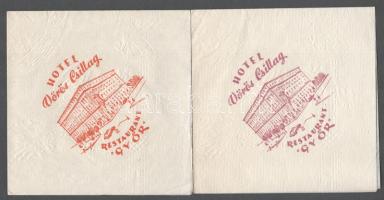 HOTEL
Vörös Csillag
RESTAURANT
"GYŐR"
HOTEL
Vörös Csillag
RESTAURANT
"GYŐR"